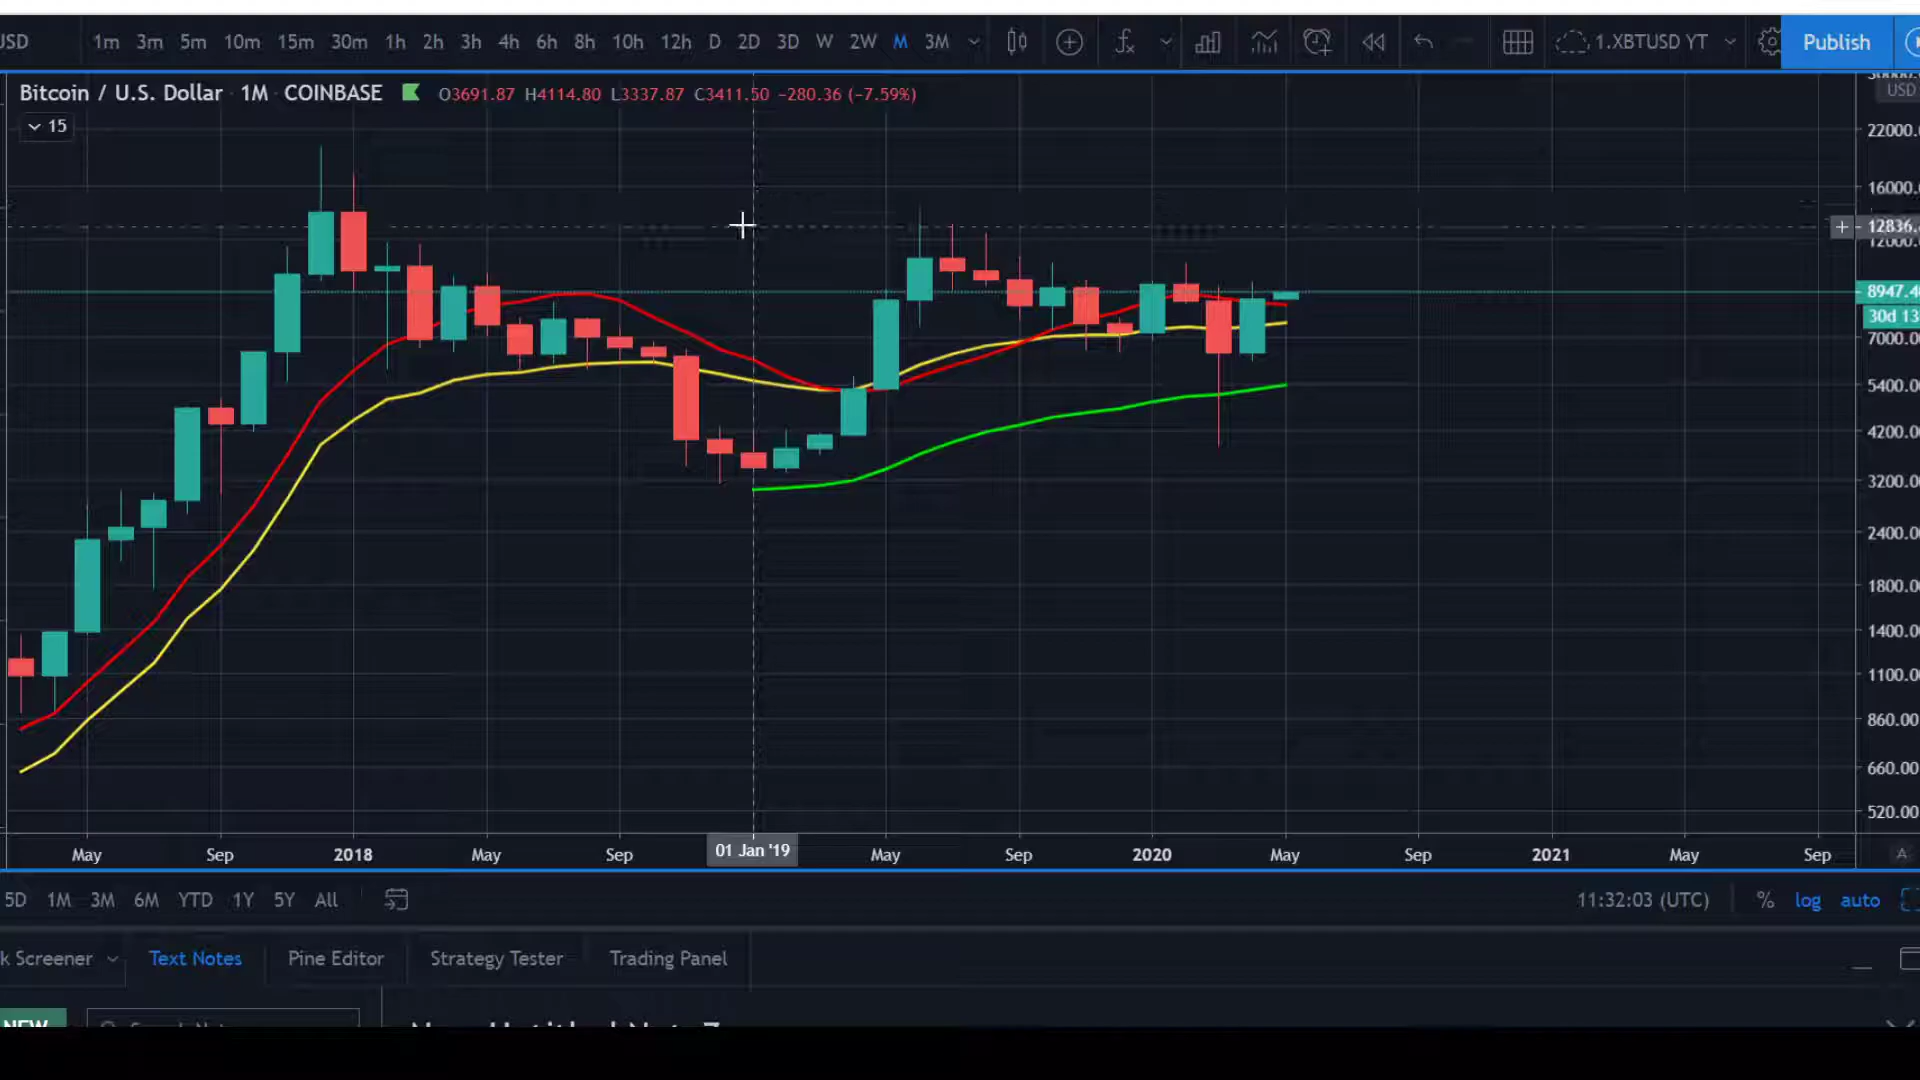 USD 1m 3m 5m 10m 15m 30m 1h 2h 3h 4h 6h 8h 10h 12h D 2D 3D W 2W M 3M 1.XBTUSD YT Publish
Bitcoin / U.S. Dollar · 1M · COINBASE O3691.87 H4114.80 L3337.87 C3411.50 −280.36 (−7.59%)
USD
15
22000.0
16000.
12836.
12000.
8947.4
30d 13
7000.0
5400.0
4200.0
3200.0
2400.0
1800.0
1400.0
1100.0
860.00
660.00
520.00
May Sep 2018 May Sep 01 Jan '19 May Sep 2020 May Sep 2021 May Sep A
5D 1M 3M 6M YTD 1Y 5Y All 11:32:03 (UTC) % log auto
k Screener Text Notes Pine Editor Strategy Tester Trading Panel
NEW